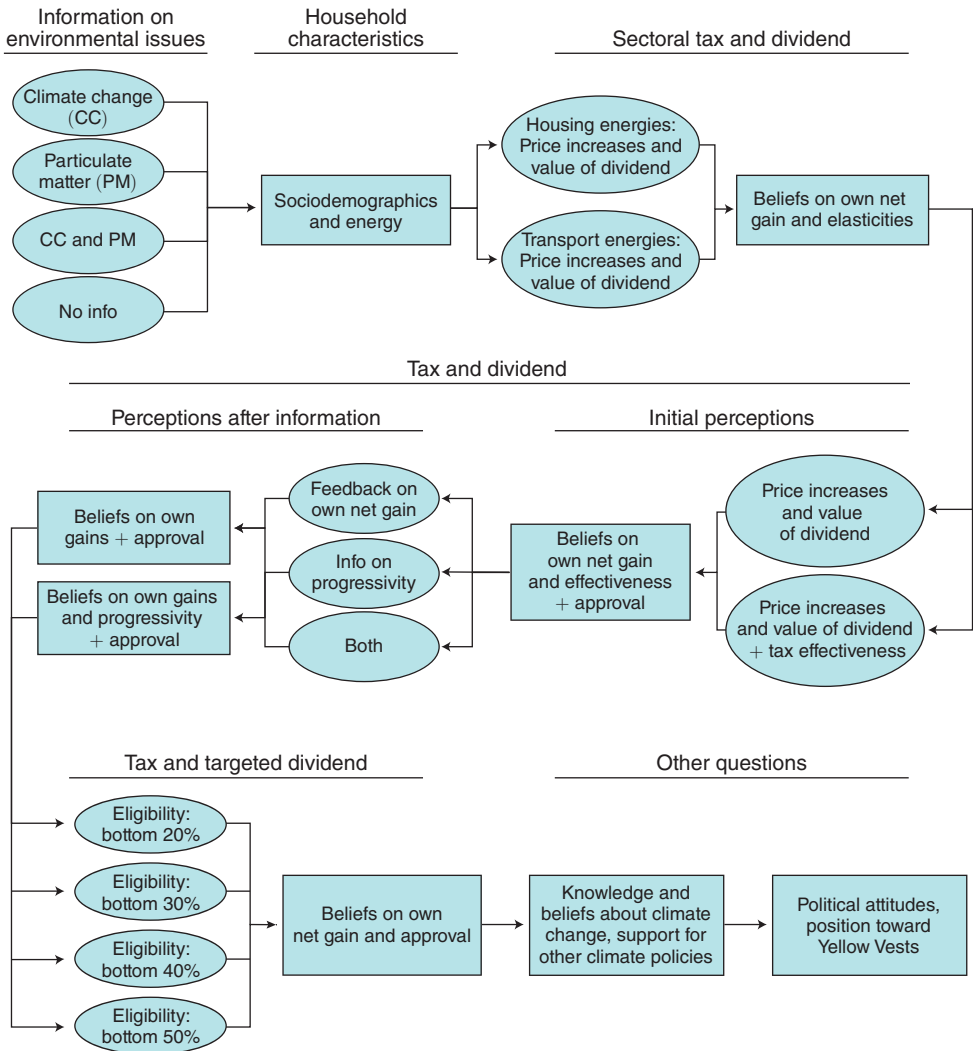 Information on
environmental issues
Household
characteristics
Sectoral tax and dividend
Climate change
(CC)
Particulate
matter (PM)
CC and PM
No info
Sociodemographics
and energy
Housing energies:
Price increases and
value of dividend
Transport energies:
Price increases and
value of dividend
Beliefs on own net
gain and elasticities
Tax and dividend
Perceptions after information
Initial perceptions
Beliefs on own
gains + approval
Beliefs on own gains
and progressivity
+ approval
Feedback on
own net gain
Info on
progressivity
Both
Beliefs on
own net gain
and effectiveness
+ approval
Price increases
and value
of dividend
Price increases
and value of dividend
+ tax effectiveness
Tax and targeted dividend
Other questions
Eligibility:
bottom 20%
Eligibility:
bottom 30%
Eligibility:
bottom 40%
Eligibility:
bottom 50%
Beliefs on own
net gain and approval
Knowledge and
beliefs about climate
change, support for
other climate policies
Political attitudes,
position toward
Yellow Vests